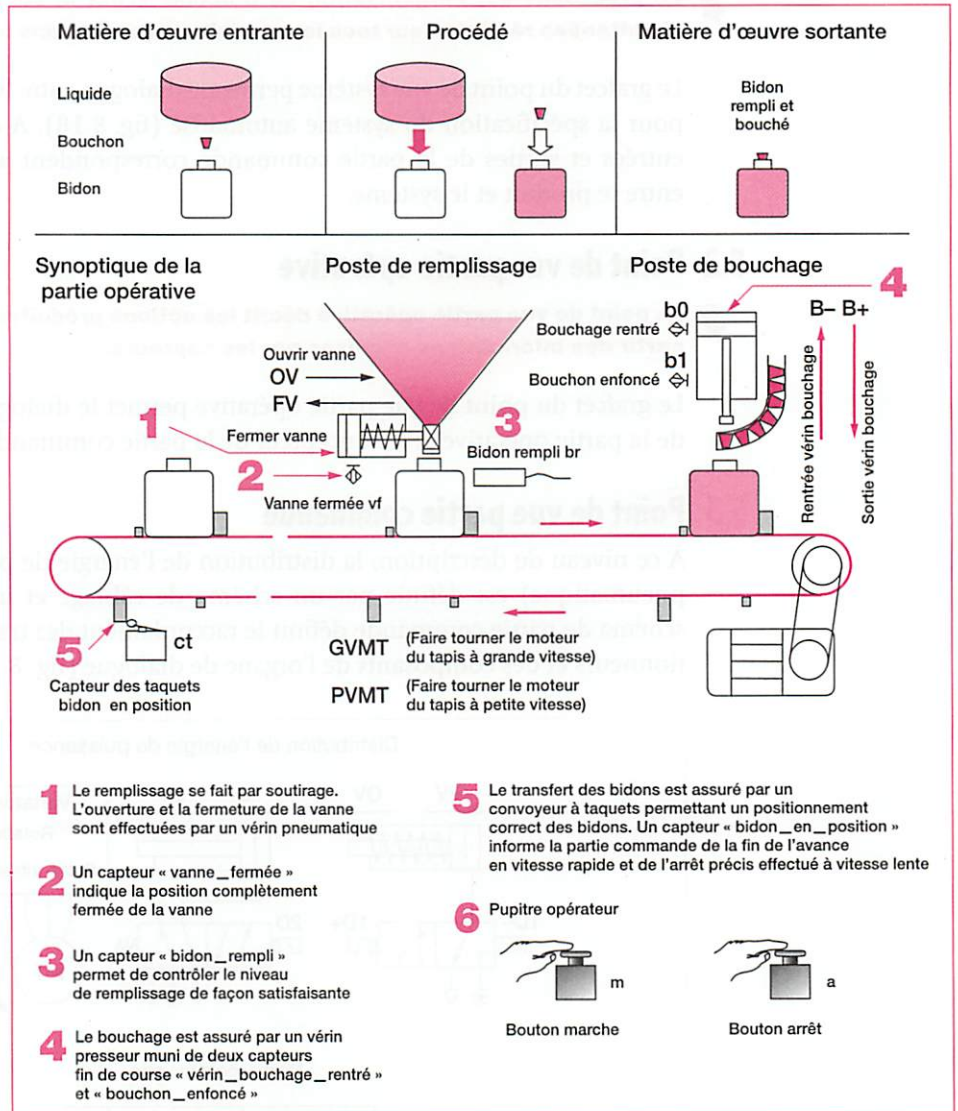 Matière d'œuvre entrante
Procédé
Matière d'œuvre sortante
Liquide
Bouchon
Bidon
Bidon
rempli et
bouché
Synoptique de la
partie opérative
Poste de remplissage
Poste de bouchage
4
b0
Bouchage rentré
b1
Bouchon enfoncé
B– B+
Rentrée vérin bouchage
Sortie vérin bouchage
Ouvrir vanne
OV
FV
1
Fermer vanne
3
Bidon rempli br
2
Vanne fermée vf
5
ct
Capteur des taquets
bidon en position
GVMT (Faire tourner le moteur
du tapis à grande vitesse)
PVMT (Faire tourner le moteur
du tapis à petite vitesse)
1 Le remplissage se fait par soutirage.
L'ouverture et la fermeture de la vanne
sont effectuées par un vérin pneumatique
2 Un capteur « vanne_fermée »
indique la position complètement
fermée de la vanne
3 Un capteur « bidon_rempli »
permet de contrôler le niveau
de remplissage de façon satisfaisante
4 Le bouchage est assuré par un vérin
presseur muni de deux capteurs
fin de course « vérin_bouchage_rentré »
et « bouchon_enfoncé »
5 Le transfert des bidons est assuré par un
convoyeur à taquets permettant un positionnement
correct des bidons. Un capteur « bidon_en_position »
informe la partie commande de la fin de l'avance
en vitesse rapide et de l'arrêt précis effectué à vitesse lente
6 Pupitre opérateur
m
a
Bouton marche
Bouton arrêt